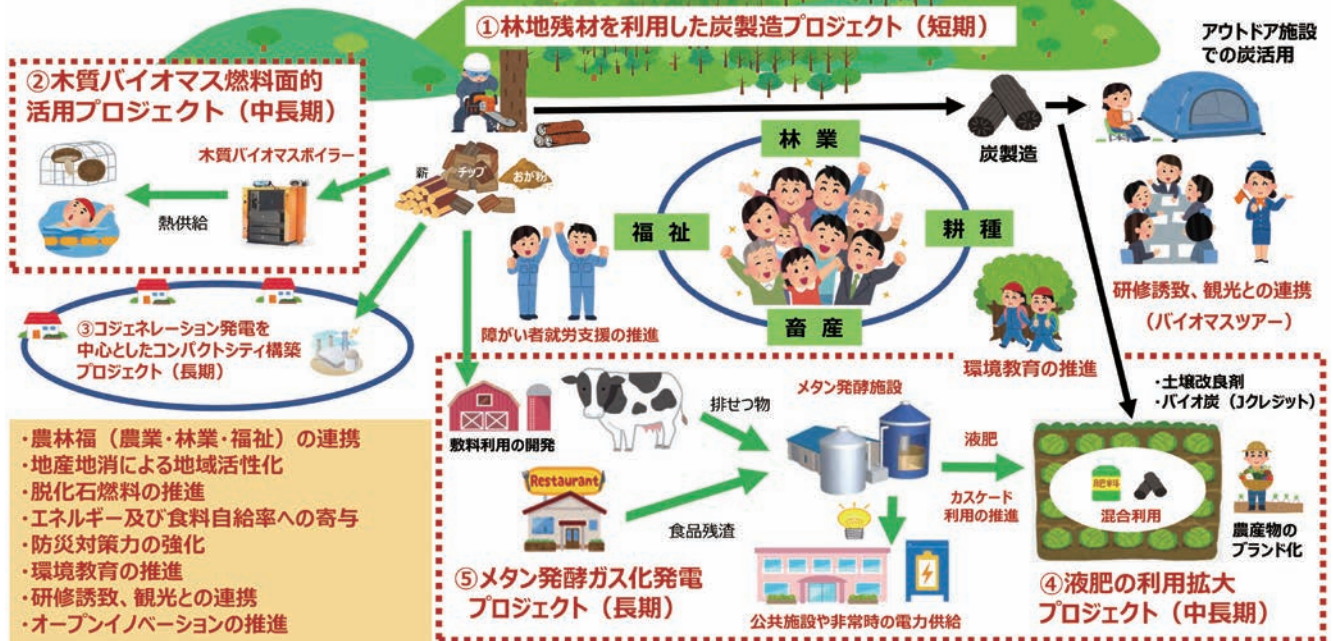 ①林地残材を利用した炭製造プロジェクト（短期）
アウトドア施設
での炭活用
②木質バイオマス燃料面的
活用プロジェクト（中長期）
木質バイオマスボイラー
熱供給
薪
チップ
おが粉
炭製造
林業
福祉
耕種
畜産
障がい者就労支援の推進
環境教育の推進
研修誘致、観光との連携
（バイオマスツアー）
③コジェネレーション発電を
中心としたコンパクトシティ構築
プロジェクト（長期）
・農林福（農業・林業・福祉）の連携
・地産地消による地域活性化
・脱化石燃料の推進
・エネルギー及び食料自給率への寄与
・防災対策力の強化
・環境教育の推進
・研修誘致、観光との連携
・オープンイノベーションの推進
敷料利用の開発
排せつ物
メタン発酵施設
Restaurant
食品残渣
液肥
カスケード
利用の推進
・土壌改良剤
・バイオ炭（Jクレジット）
肥料
混合利用
農産物の
ブランド化
⑤メタン発酵ガス化発電
プロジェクト（長期）
公共施設や非常時の電力供給
④液肥の利用拡大
プロジェクト（中長期）